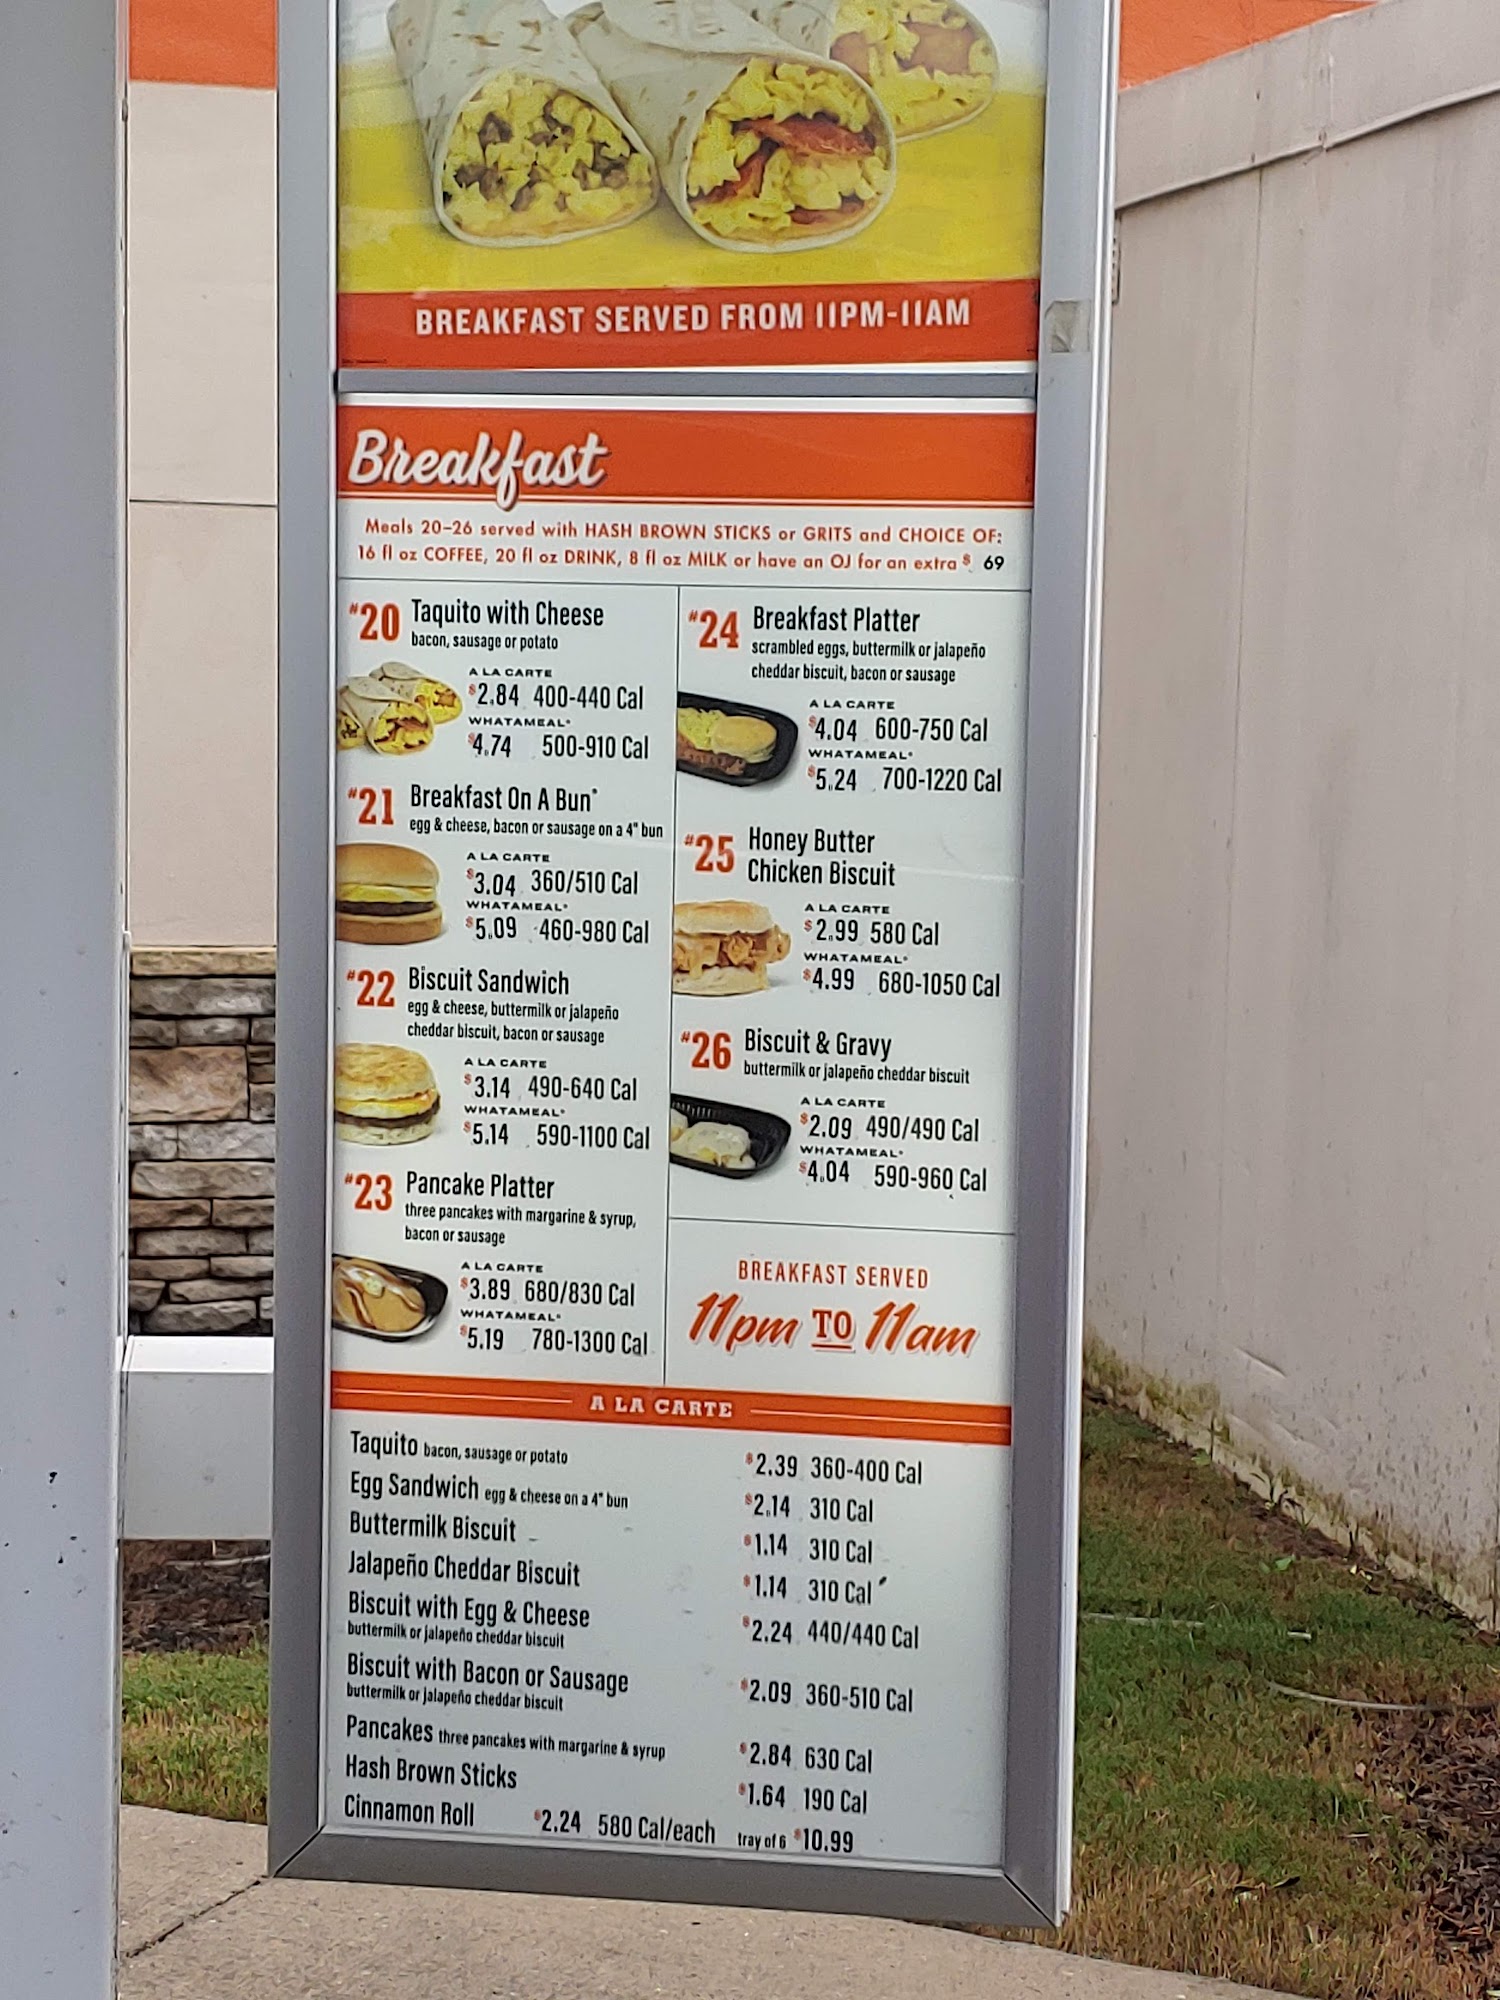 BREAKFAST SERVED FROM 11PM-11AM
Breakfast
Meals 20-26 served with HASH BROWN STICKS or GRITS and CHOICE OF:
16 fl oz COFFEE, 20 fl oz DRINK, 8 fl oz MILK or have an OJ for an extra $ 69
#20 Taquito with Cheese
bacon, sausage or potato
A LA CARTE
$2.84 400-440 Cal
WHATAMEAL®
$4.74 500-910 Cal
#21 Breakfast On A Bun®
egg & cheese, bacon or sausage on a 4" bun
A LA CARTE
$3.04 360/510 Cal
WHATAMEAL®
$5.09 460-980 Cal
#22 Biscuit Sandwich
egg & cheese, buttermilk or jalapeño
cheddar biscuit, bacon or sausage
A LA CARTE
$3.14 490-640 Cal
WHATAMEAL®
$5.14 590-1100 Cal
#23 Pancake Platter
three pancakes with margarine & syrup,
bacon or sausage
A LA CARTE
$3.89 680/830 Cal
WHATAMEAL®
$5.19 780-1300 Cal
#24 Breakfast Platter
scrambled eggs, buttermilk or jalapeño
cheddar biscuit, bacon or sausage
A LA CARTE
$4.04 600-750 Cal
WHATAMEAL®
$5.24 700-1220 Cal
#25 Honey Butter
Chicken Biscuit
A LA CARTE
$2.99 580 Cal
WHATAMEAL®
$4.99 680-1050 Cal
#26 Biscuit & Gravy
buttermilk or jalapeño cheddar biscuit
A LA CARTE
$2.09 490/490 Cal
WHATAMEAL®
$4.04 590-960 Cal
BREAKFAST SERVED
11pm TO 11am
A LA CARTE
Taquito bacon, sausage or potato $2.39 360-400 Cal
Egg Sandwich egg & cheese on a 4" bun $2.14 310 Cal
Buttermilk Biscuit $1.14 310 Cal
Jalapeño Cheddar Biscuit $1.14 310 Cal
Biscuit with Egg & Cheese $2.24 440/440 Cal
buttermilk or jalapeño cheddar biscuit
Biscuit with Bacon or Sausage $2.09 360-510 Cal
buttermilk or jalapeño cheddar biscuit
Pancakes three pancakes with margarine & syrup $2.84 630 Cal
Hash Brown Sticks $1.64 190 Cal
Cinnamon Roll $2.24 580 Cal/each tray of 6 $10.99